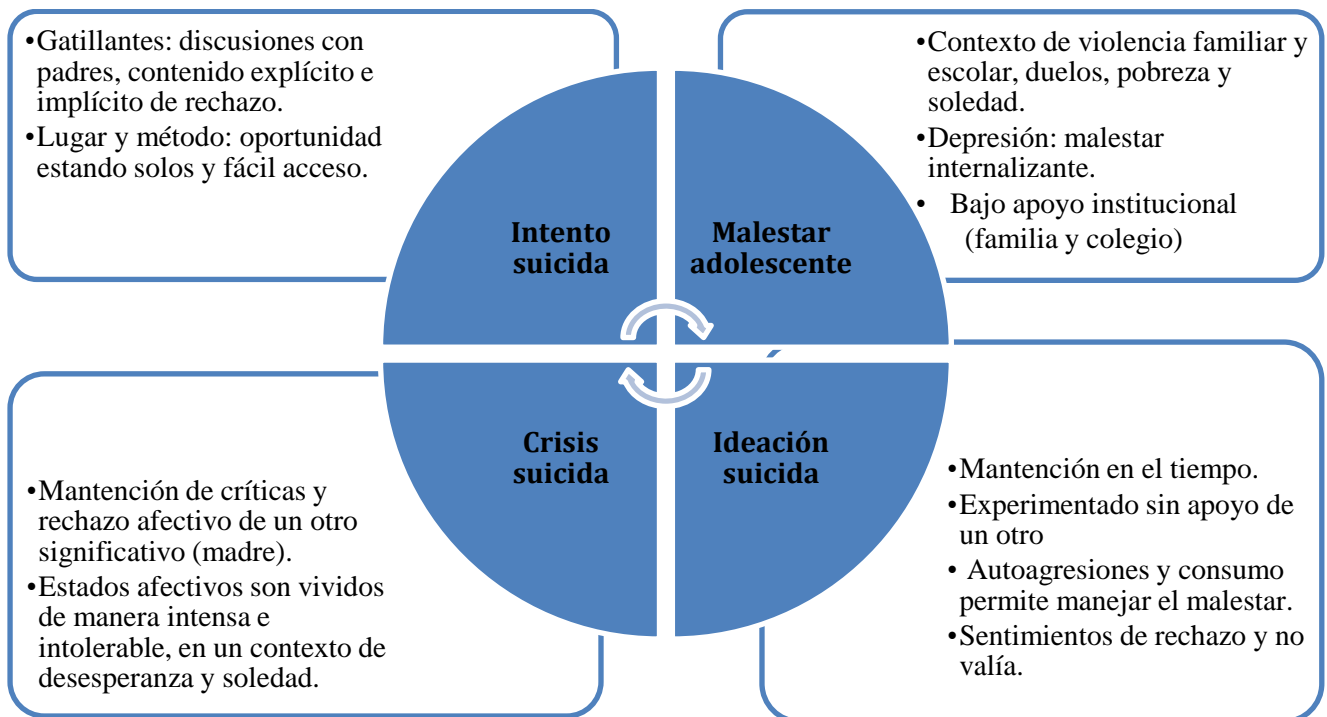 •Gatillantes: discusiones con
padres, contenido explícito e
implícito de rechazo.
•Lugar y método: oportunidad
estando solos y fácil acceso.
•Contexto de violencia familiar y
escolar, duelos, pobreza y
soledad.
•Depresión: malestar
internalizante.
• Bajo apoyo institucional
(familia y colegio)
Intento
suicida
Malestar
adolescente
Crisis
suicida
Ideación
suicida
•Mantención de críticas y
rechazo afectivo de un otro
significativo (madre).
•Estados afectivos son vividos
de manera intensa e
intolerable, en un contexto de
desesperanza y soledad.
•Mantención en el tiempo.
•Experimentado sin apoyo de
un otro
• Autoagresiones y consumo
permite manejar el malestar.
•Sentimientos de rechazo y no
valía.